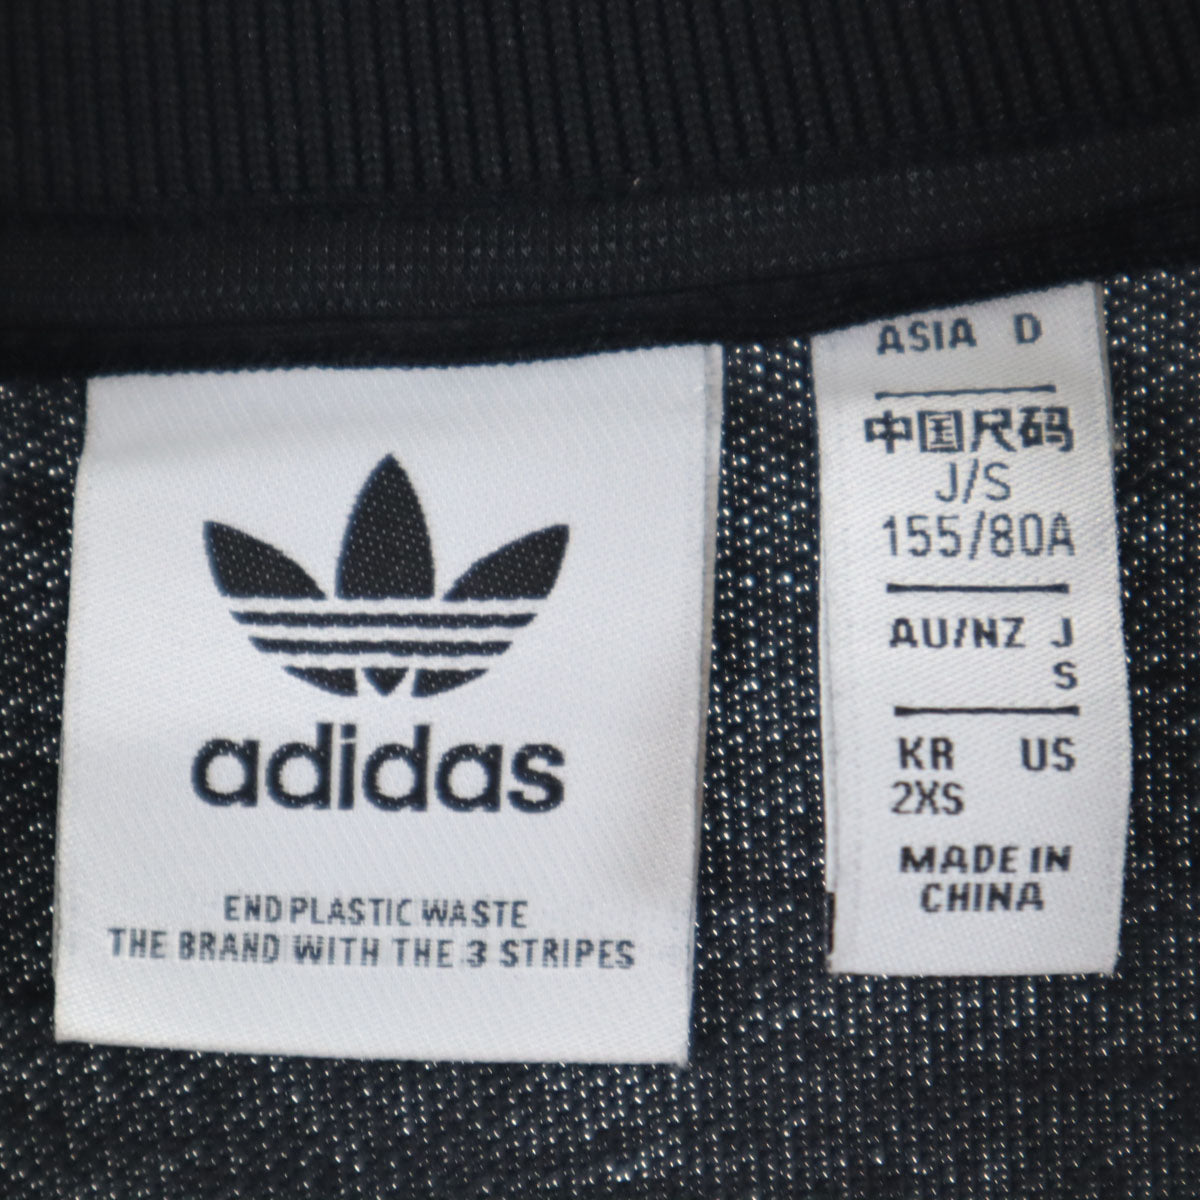 adidas
END PLASTIC WASTE
THE BRAND WITH THE 3 STRIPES
ASIA D
中国尺码
J/S
155/80A
AU/NZ J
S
KR US
2XS
MADE IN
CHINA